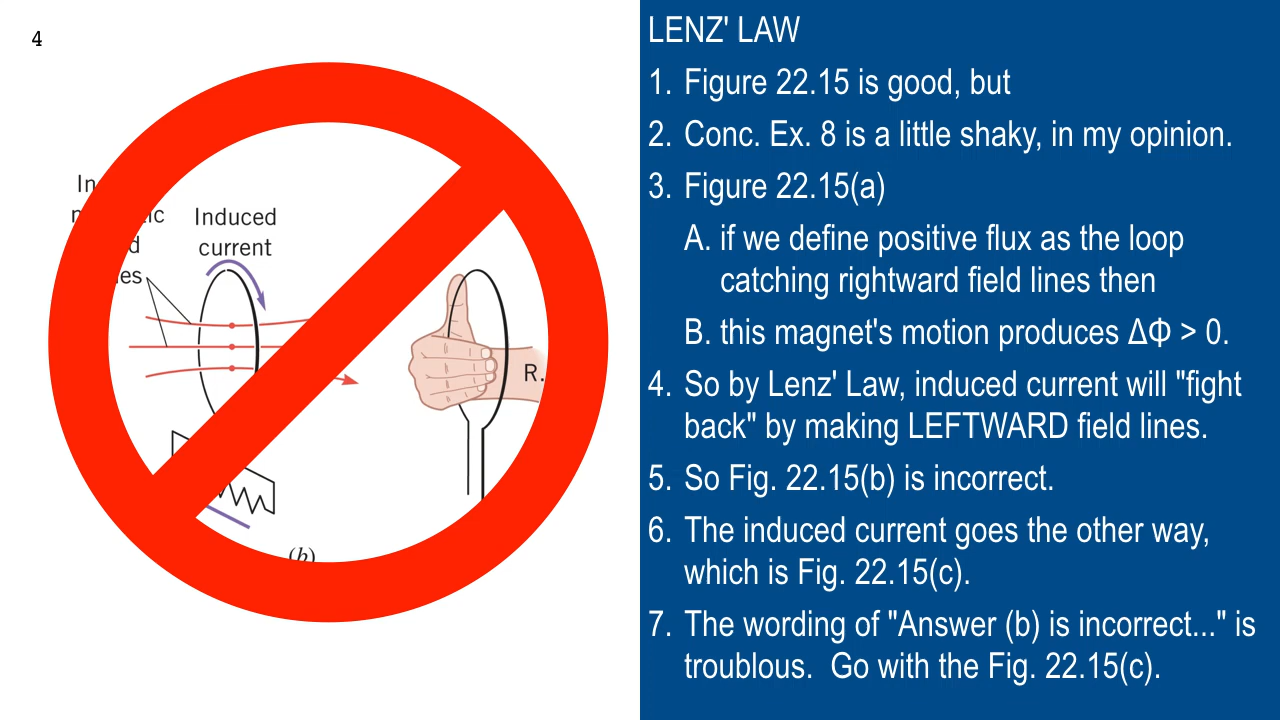 4
Induced
current
R.
(b)
LENZ' LAW
1. Figure 22.15 is good, but
2. Conc. Ex. 8 is a little shaky, in my opinion.
3. Figure 22.15(a)
A. if we define positive flux as the loop
catching rightward field lines then
B. this magnet's motion produces ΔΦ > 0.
4. So by Lenz' Law, induced current will "fight
back" by making LEFTWARD field lines.
5. So Fig. 22.15(b) is incorrect.
6. The induced current goes the other way,
which is Fig. 22.15(c).
7. The wording of "Answer (b) is incorrect..." is
troublous.  Go with the Fig. 22.15(c).